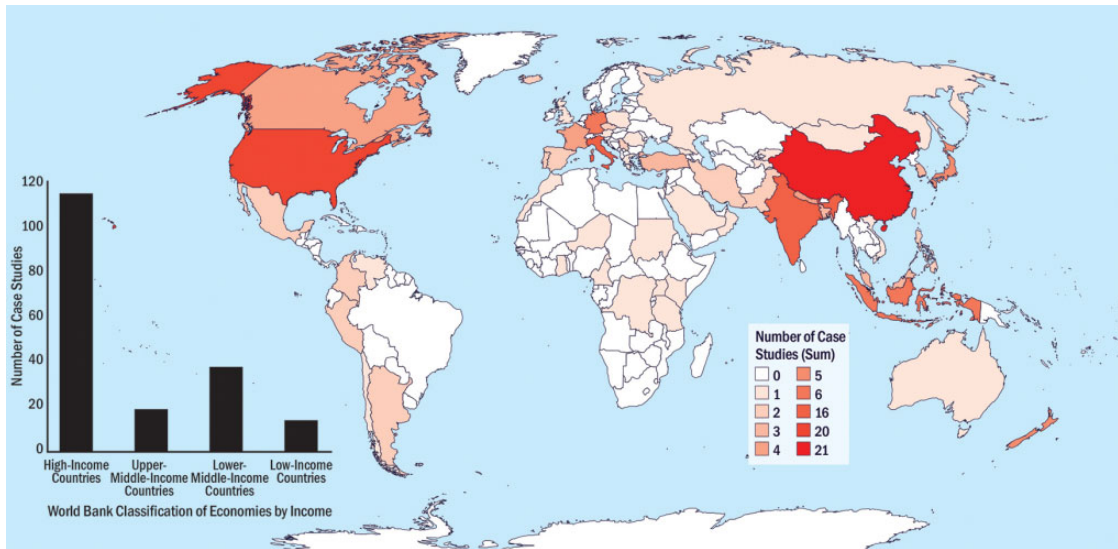 120
100
80
60
40
20
0
Number of Case Studies
High-Income
Countries
Upper-
Middle-Income
Countries
Lower-
Middle-Income
Countries
Low-Income
Countries
World Bank Classification of Economies by Income
Number of Case
Studies (Sum)
0
1
2
3
4
5
6
16
20
21